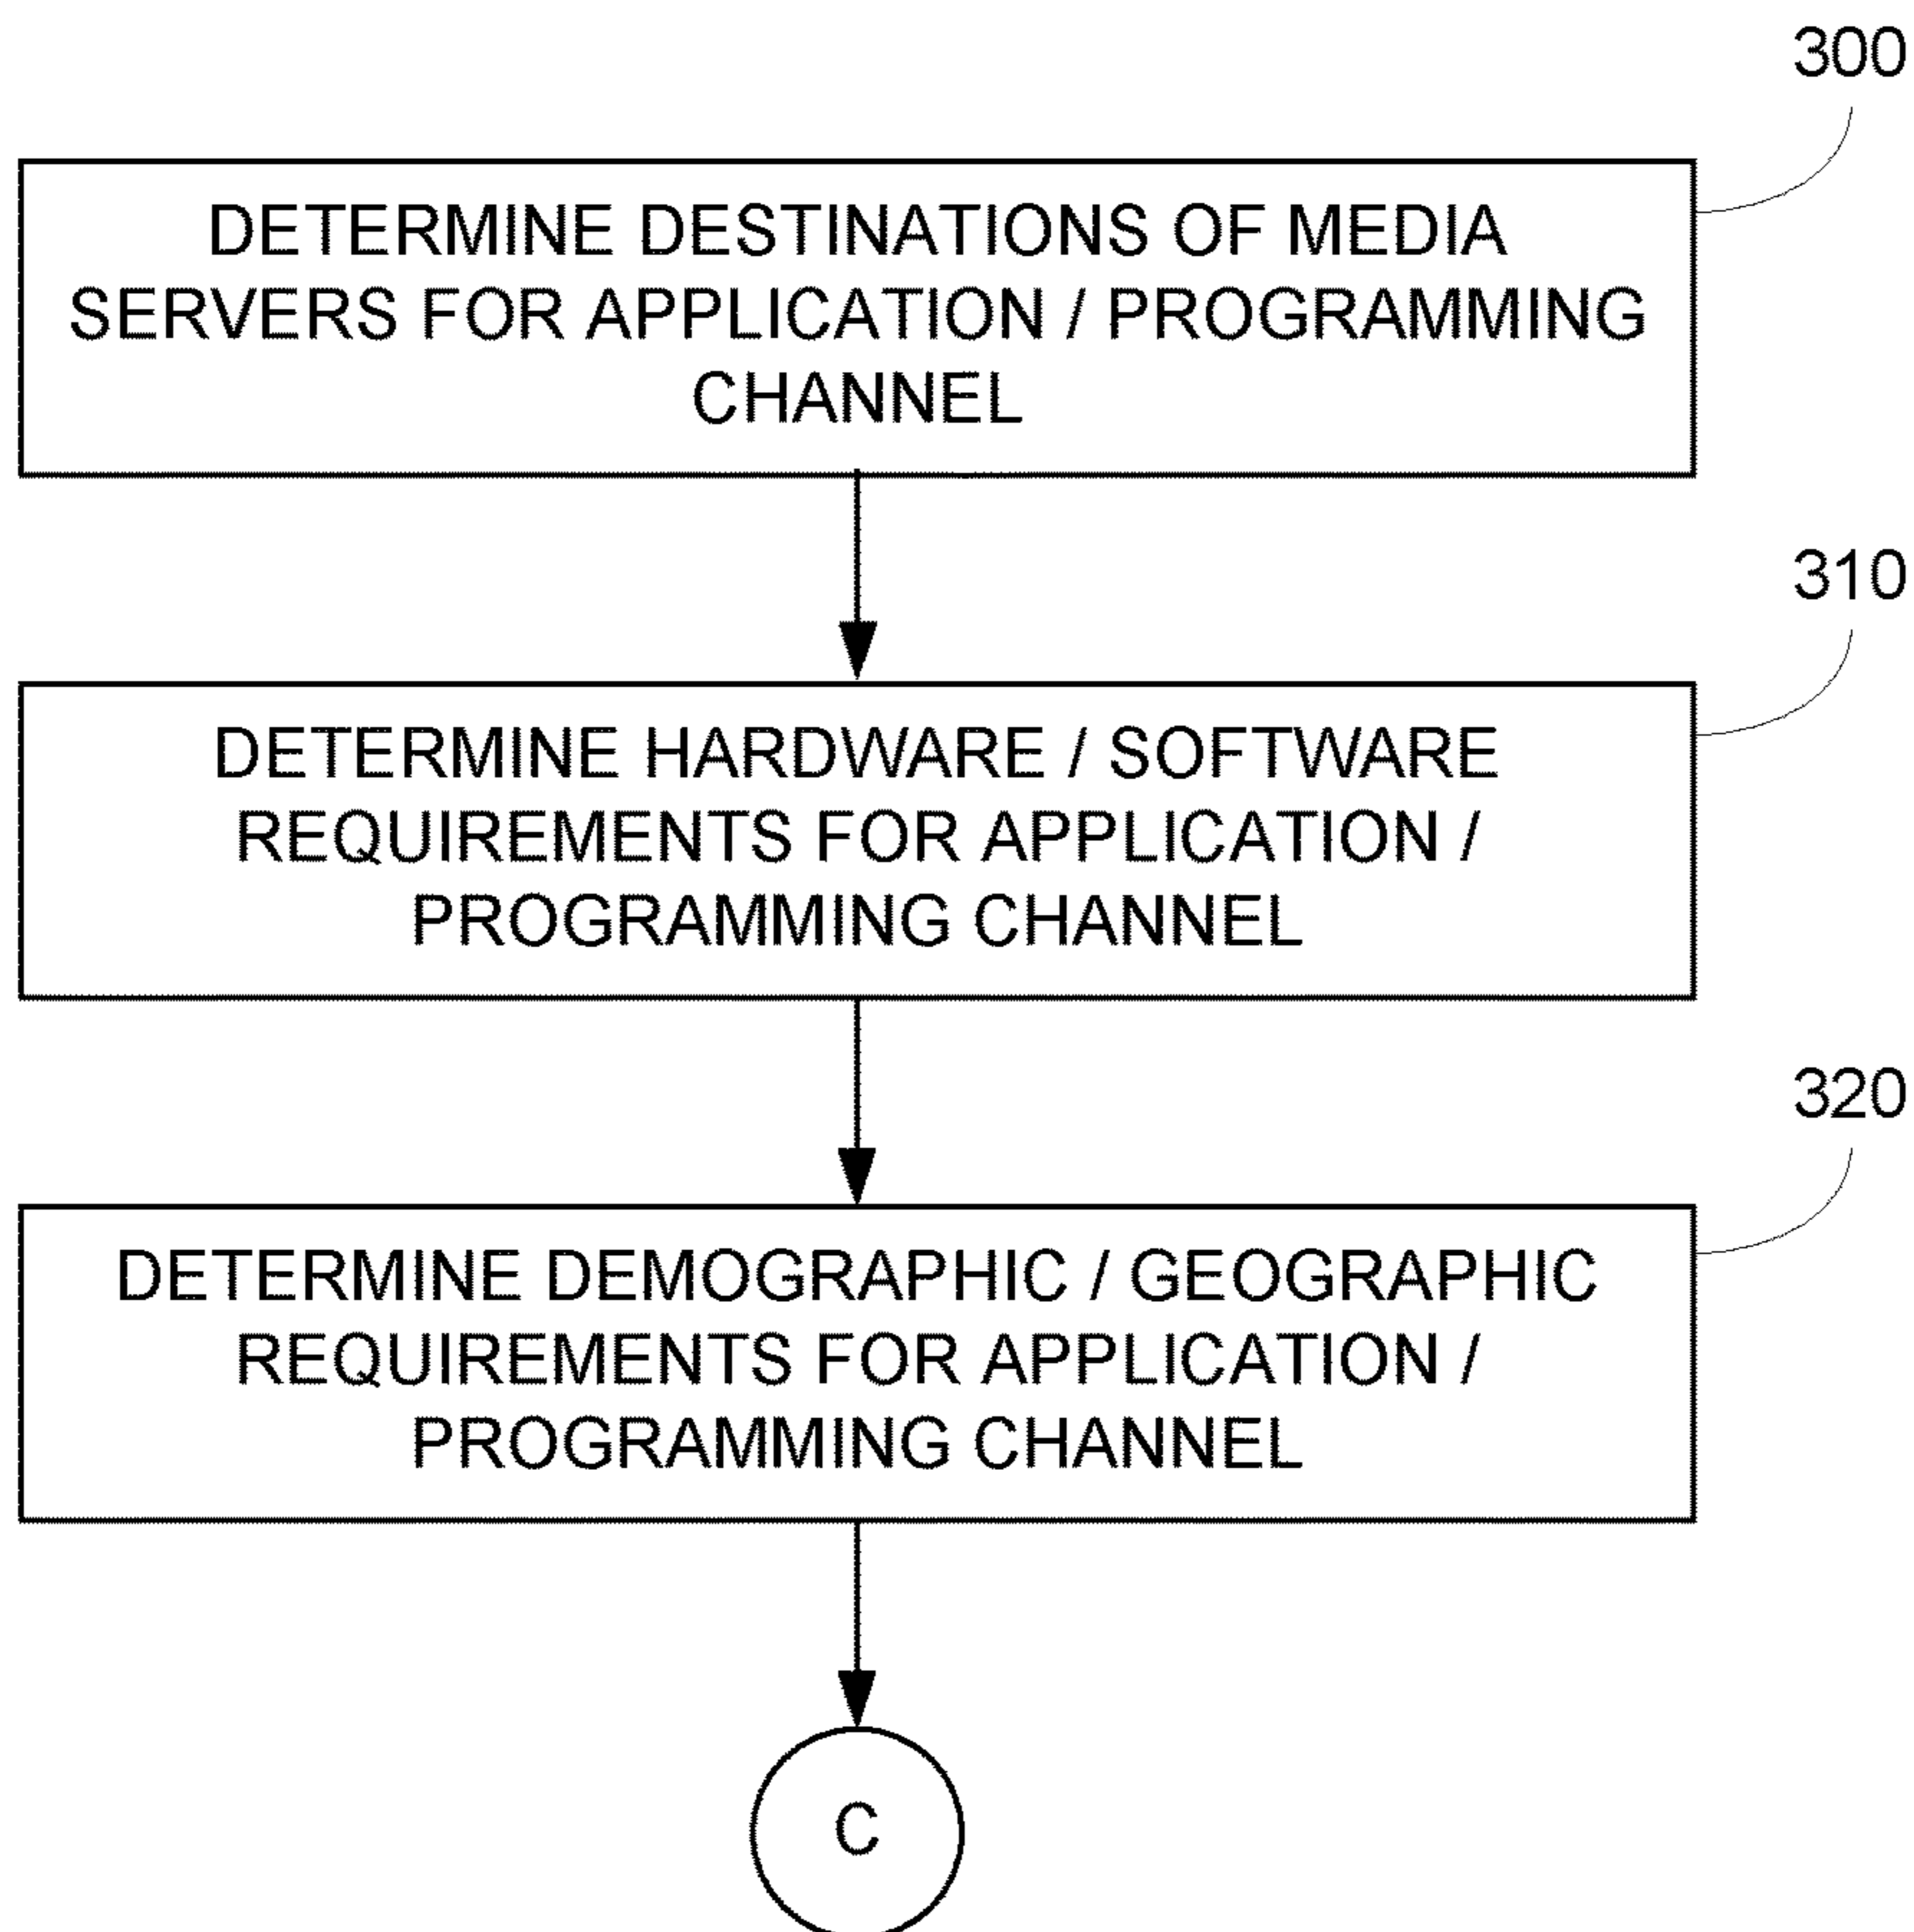 300
DETERMINE DESTINATIONS OF MEDIA
SERVERS FOR APPLICATION / PROGRAMMING
CHANNEL
310
DETERMINE HARDWARE / SOFTWARE
REQUIREMENTS FOR APPLICATION /
PROGRAMMING CHANNEL
320
DETERMINE DEMOGRAPHIC / GEOGRAPHIC
REQUIREMENTS FOR APPLICATION /
PROGRAMMING CHANNEL
C